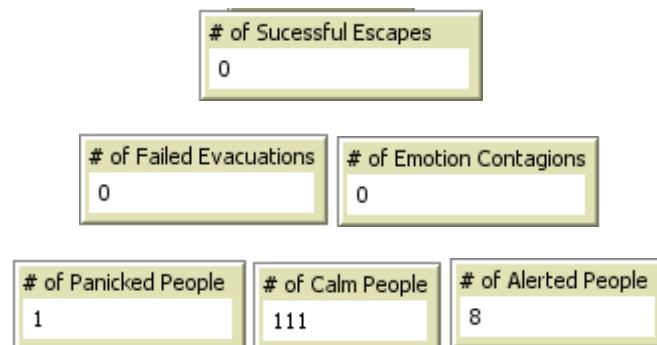 # of Sucessful Escapes
0
# of Failed Evacuations
0
# of Emotion Contagions
0
# of Panicked People
1
# of Calm People
111
# of Alerted People
8